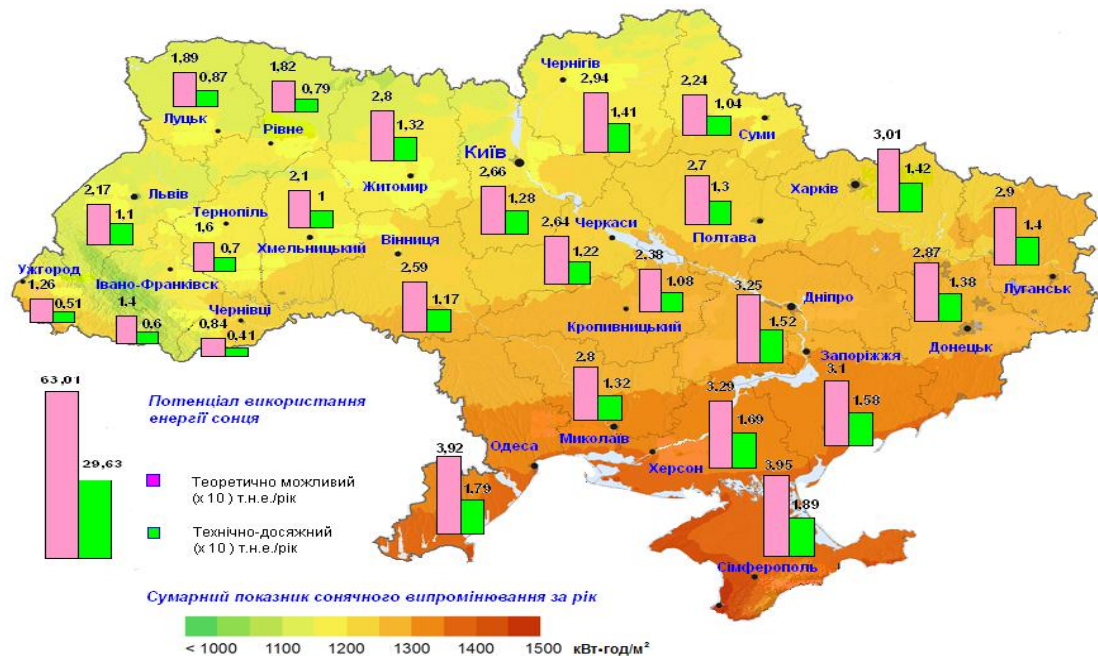 Чернігів
2,94
1,41
2,24
1,04
Суми
1,89
0,87
Луцьк
1,82
0,79
Рівне
2,8
1,32
Житомир
Київ
2,66
1,28
2,7
1,3
Полтава
3,01
1,42
Харків
2,9
1,4
Луганськ
2,17
1,1
Львів
Тернопіль
1,6
0,7
2,1
1
Хмельницький
Вінниця
2,59
1,17
Черкаси
2,64
1,22
2,38
1,08
Кропивницький
3,25
1,52
Дніпро
2,87
1,38
Донецьк
Ужгород
1,26
0,51
Івано-Франківск
1,4
0,6
Чернівці
0,84
0,41
Запоріжжя
3,1
1,58
2,8
1,32
Миколаїв
3,29
1,69
Херсон
Одеса
3,92
1,79
3,95
1,89
Сімферополь
63,01
29,63
Потенціал використання
енергії сонця
Теоретично можливий
(х 10 ) т.н.е./рік
Технічно-досяжний
(х 10 ) т.н.е./рік
Сумарний показник сонячного випромінювання за рік
< 1000 1100 1200 1300 1400 1500 кВт•год/м²